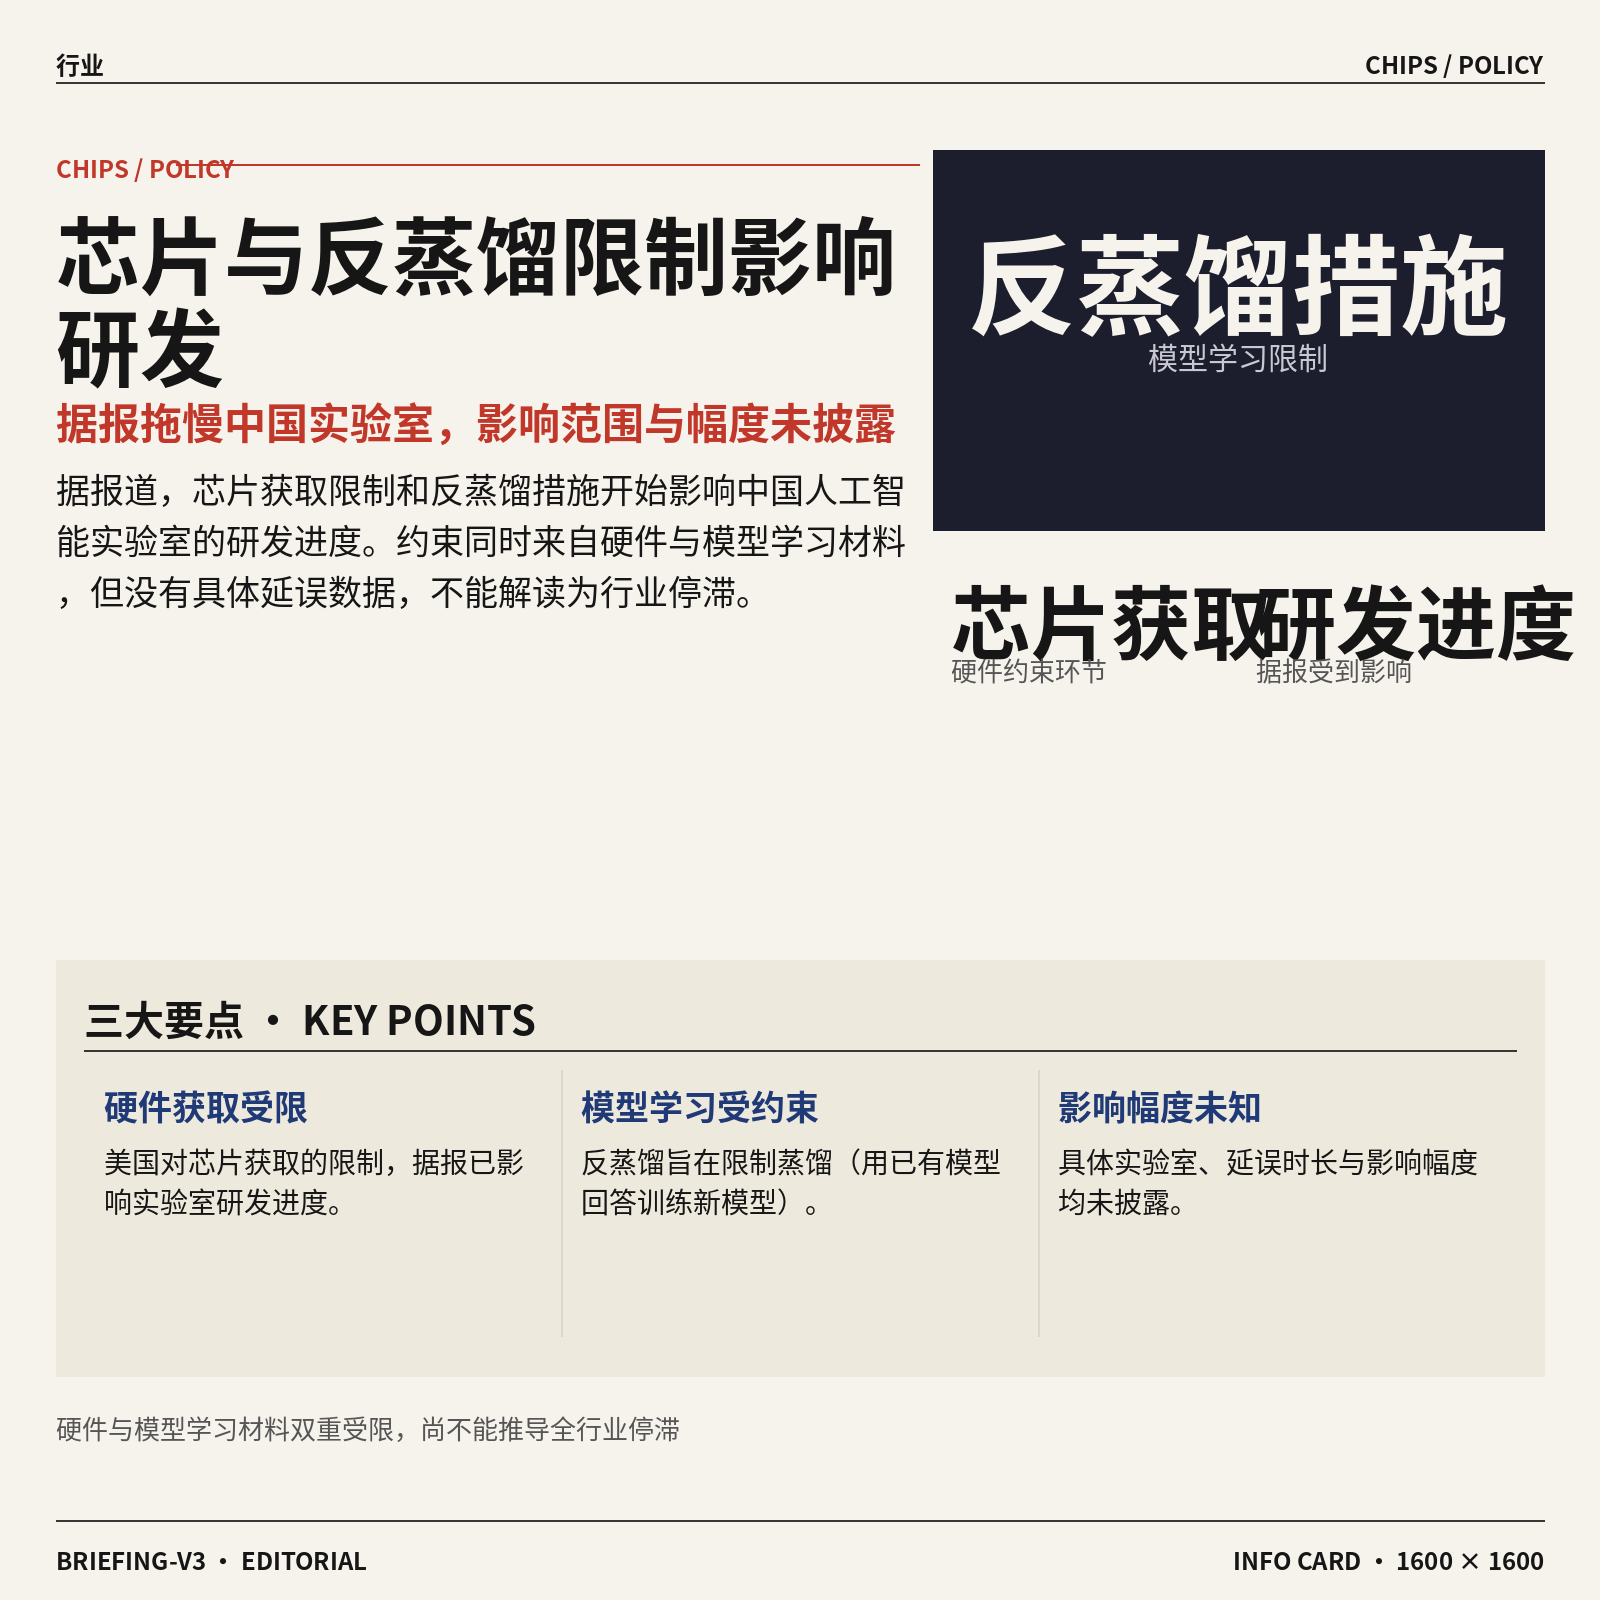 行业
CHIPS / POLICY
CHIPS / POLICY
芯片与反蒸馏限制影响
研发
据报拖慢中国实验室，影响范围与幅度未披露
据报道，芯片获取限制和反蒸馏措施开始影响中国人工智
能实验室的研发进度。约束同时来自硬件与模型学习材料
，但没有具体延误数据，不能解读为行业停滞。
反蒸馏措施
模型学习限制
芯片获取
硬件约束环节
研发进度
据报受到影响
三大要点 · KEY POINTS
硬件获取受限
美国对芯片获取的限制，据报已影
响实验室研发进度。
模型学习受约束
反蒸馏旨在限制蒸馏（用已有模型
回答训练新模型）。
影响幅度未知
具体实验室、延误时长与影响幅度
均未披露。
硬件与模型学习材料双重受限，尚不能推导全行业停滞
BRIEFING-V3 · EDITORIAL
INFO CARD · 1600 × 1600